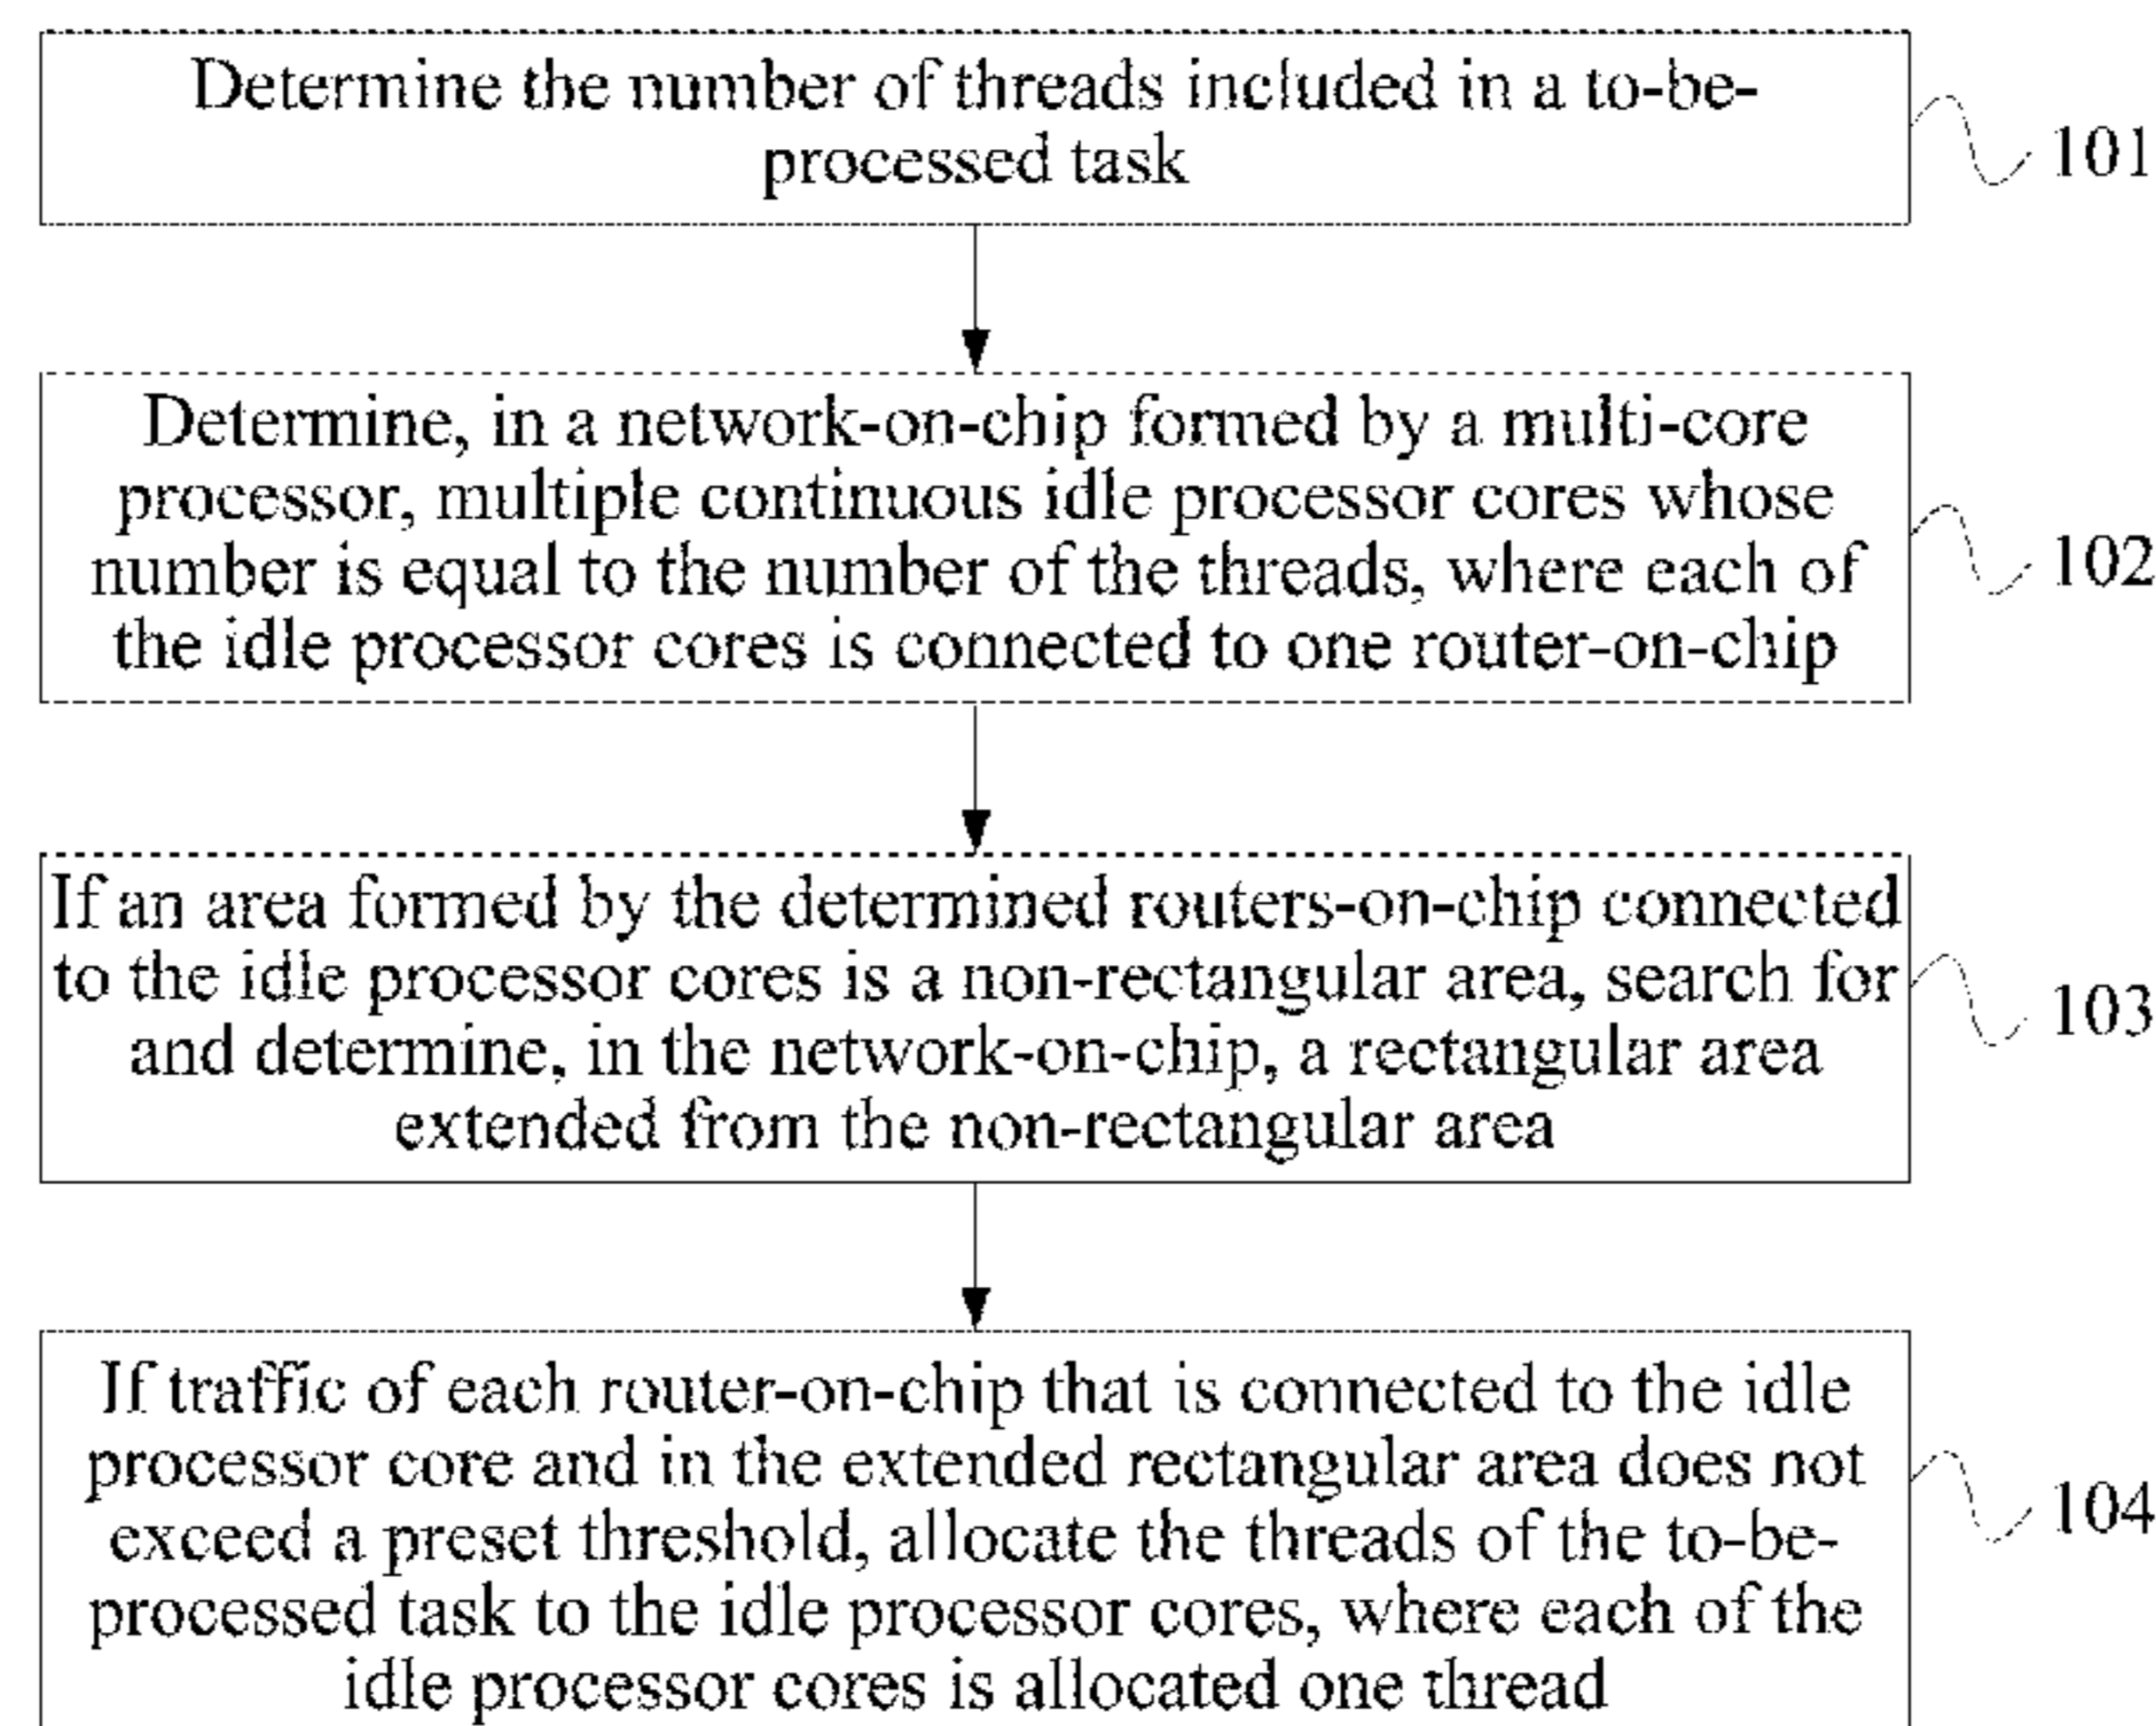 Determine the number of threads included in a to-be-
processed task
101
Determine, in a network-on-chip formed by a multi-core
processor, multiple continuous idle processor cores whose
number is equal to the number of the threads, where each of
the idle processor cores is connected to one router-on-chip
102
If an area formed by the determined routers-on-chip connected
to the idle processor cores is a non-rectangular area, search for
and determine, in the network-on-chip, a rectangular area
extended from the non-rectangular area
103
If traffic of each router-on-chip that is connected to the idle
processor core and in the extended rectangular area does not
exceed a preset threshold, allocate the threads of the to-be-
processed task to the idle processor cores, where each of the
idle processor cores is allocated one thread
104